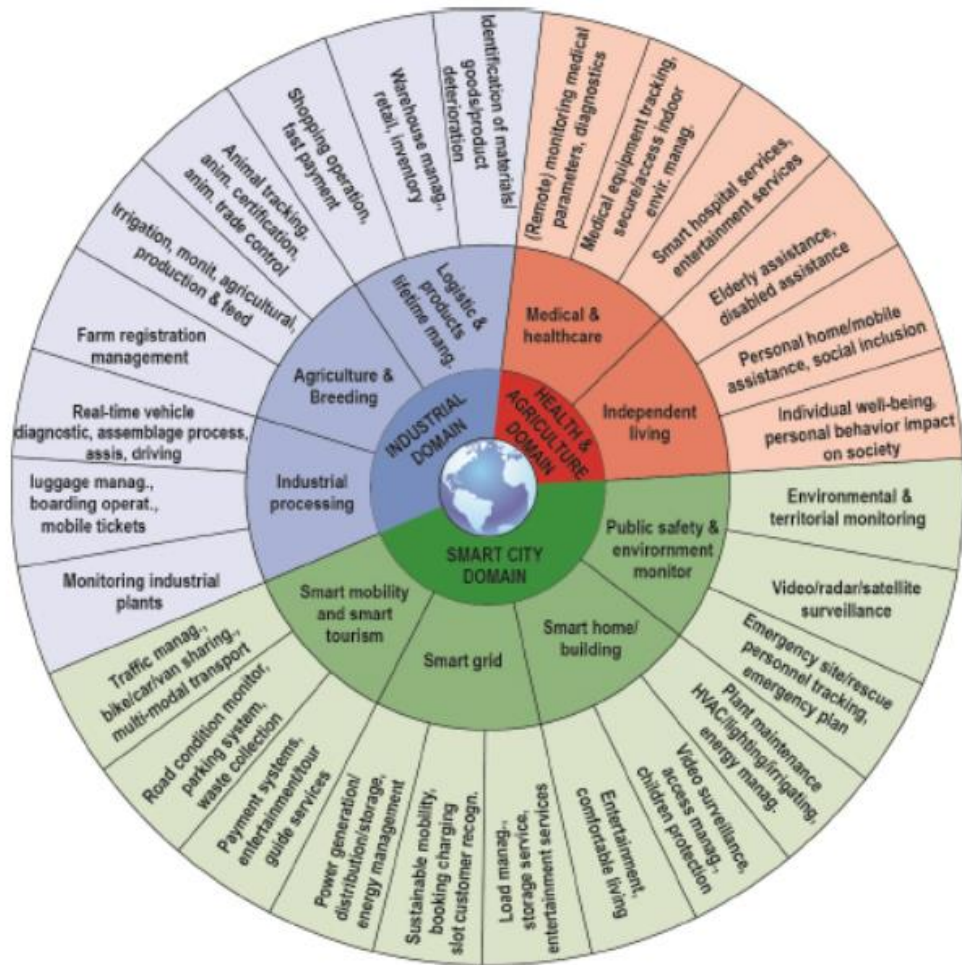 INDUSTRIAL
DOMAIN
HEALTH &
AGRICULTURE
DOMAIN
SMART CITY
DOMAIN
Logistic &
products
lifetime mang.
Agriculture &
Breeding
Industrial
processing
Medical &
healthcare
Independent
living
Public safety &
envirornment
monitor
Smart home/
building
Smart grid
Smart mobility
and smart
tourism
(Remote) monitoring medical
parameters, diagnostics
Medical equipment tracking,
secure/access indoor
envir. manag.
Smart hospital services,
entertainment services
Elderly assistance,
disabled assistance
Personal home/mobile
assistance, social inclusion
Individual well-being,
personal behavior impact
on society
Environmental &
territorial monitoring
Video/radar/satellite
surveillance
Emergency site/rescue
personnel tracking,
emergency plan
Plant maintenance
HVAC/lighting/irrigating,
energy manag.
Video surveillance,
access manag.,
children protection
Entertainment,
comfortable living
Load manag.,
storage service,
entertainment services
Sustainable mobility,
booking charging
slot customer recogn.
Power generation/
distribution/storage,
energy management
Payment systems,
entertainment/tour
guide services
Road condition monitor,
parking system,
waste collection
Traffic manag.,
bike/car/van sharing.,
multi-modal transport
Monitoring industrial
plants
luggage manag.,
boarding operat.,
mobile tickets
Real-time vehicle
diagnostic, assemblage process,
assis, driving
Farm registration
management
Irrigation, monit, agricultural,
production & feed
Animal tracking,
anim. certification,
anim. trade control
Shopping operation,
fast payment
Warehouse manag.,
retail, inventory
Identification of materials/
goods/product
deterioration